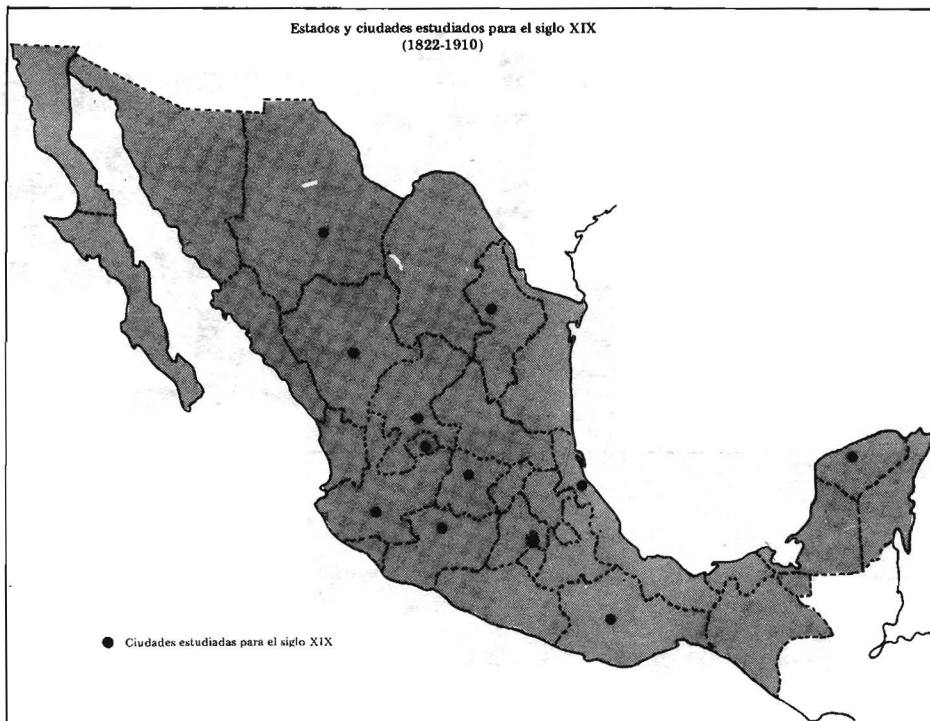 Estados y ciudades estudiados para el siglo XIX
(1822-1910)
Ciudades estudiadas para el siglo XIX